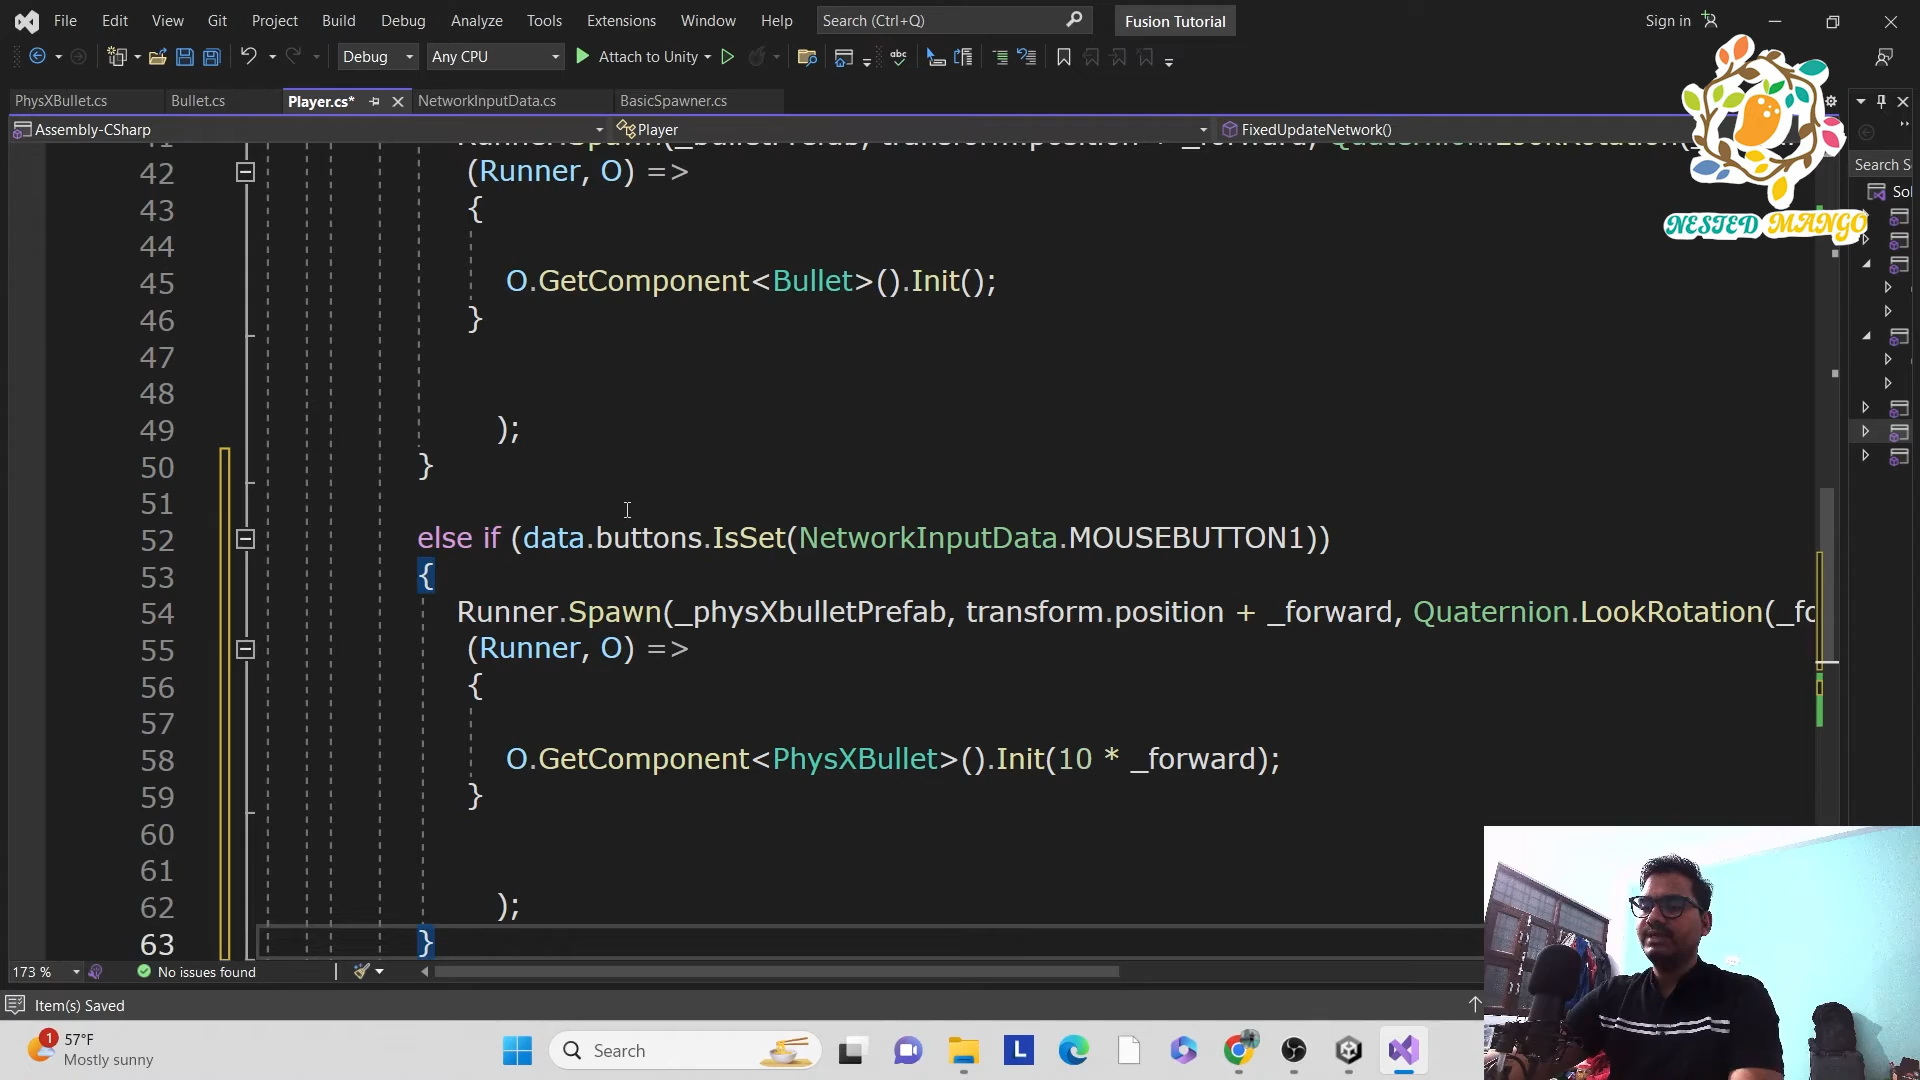 File Edit View Git Project Build Debug Analyze Tools Extensions Window Help Search (Ctrl+Q) Fusion Tutorial Sign in
Debug Any CPU Attach to Unity
PhysXBullet.cs Bullet.cs Player.cs* NetworkInputData.cs BasicSpawner.cs
Assembly-CSharp Player FixedUpdateNetwork()
Search S
Sol
NESTED MANGO
42 (Runner, O) =>
43 {
44
45 O.GetComponent<Bullet>().Init();
46 }
47
48
49 );
50 }
51
52 else if (data.buttons.IsSet(NetworkInputData.MOUSEBUTTON1))
53 {
54 Runner.Spawn(_physXbulletPrefab, transform.position + _forward, Quaternion.LookRotation(_fo
55 (Runner, O) =>
56 {
57
58 O.GetComponent<PhysXBullet>().Init(10 * _forward);
59 }
60
61
62 );
63 }
173 % No issues found
Item(s) Saved
1 57°F
Mostly sunny
Search
L